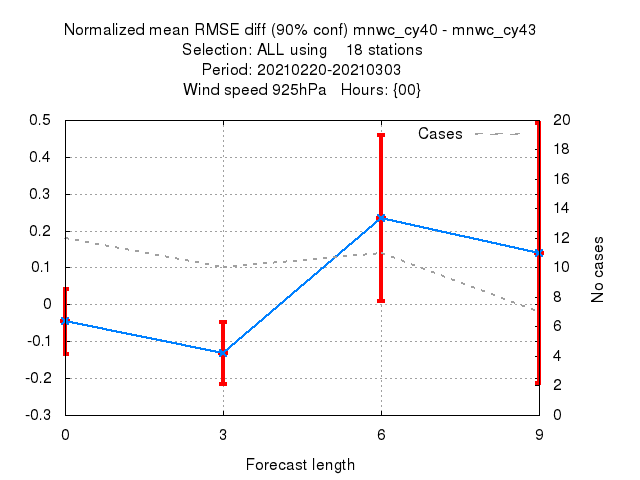 Normalized mean RMSE diff (90% conf) mnwc_cy40 - mnwc_cy43
Selection: ALL using    18 stations
Period: 20210220-20210303
Wind speed 925hPa   Hours: {00}
Cases
0.5
0.4
0.3
0.2
0.1
0
-0.1
-0.2
-0.3
20
18
16
14
12
10
8
6
4
2
0
No cases
0 3 6 9
Forecast length